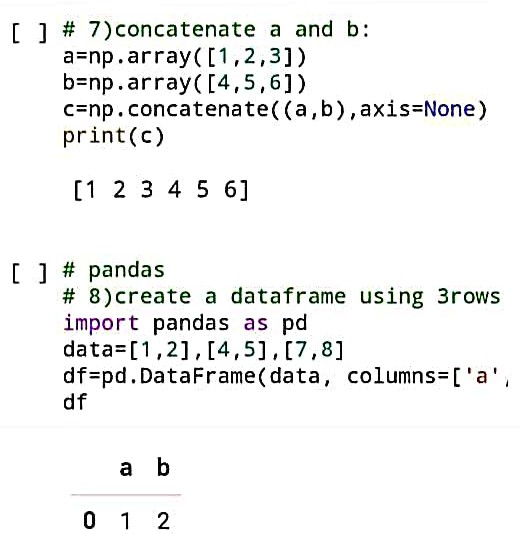 [ ] # 7)concatenate a and b:
a=np.array([1,2,3])
b=np.array([4,5,6])
c=np.concatenate((a,b),axis=None)
print(c)
[1 2 3 4 5 6]
[ ] # pandas
# 8)create a dataframe using 3rows
import pandas as pd
data=[1,2],[4,5],[7,8]
df=pd.DataFrame(data, columns=['a',
df
a b
0 1 2